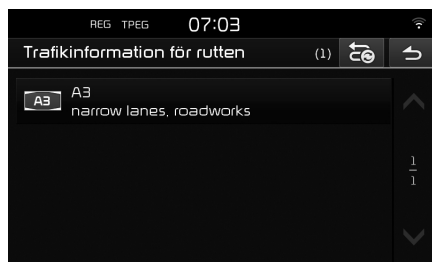 REG TPEG 07:03
Trafikinformation för rutten (1)
A3 A3
narrow lanes, roadworks
1
1